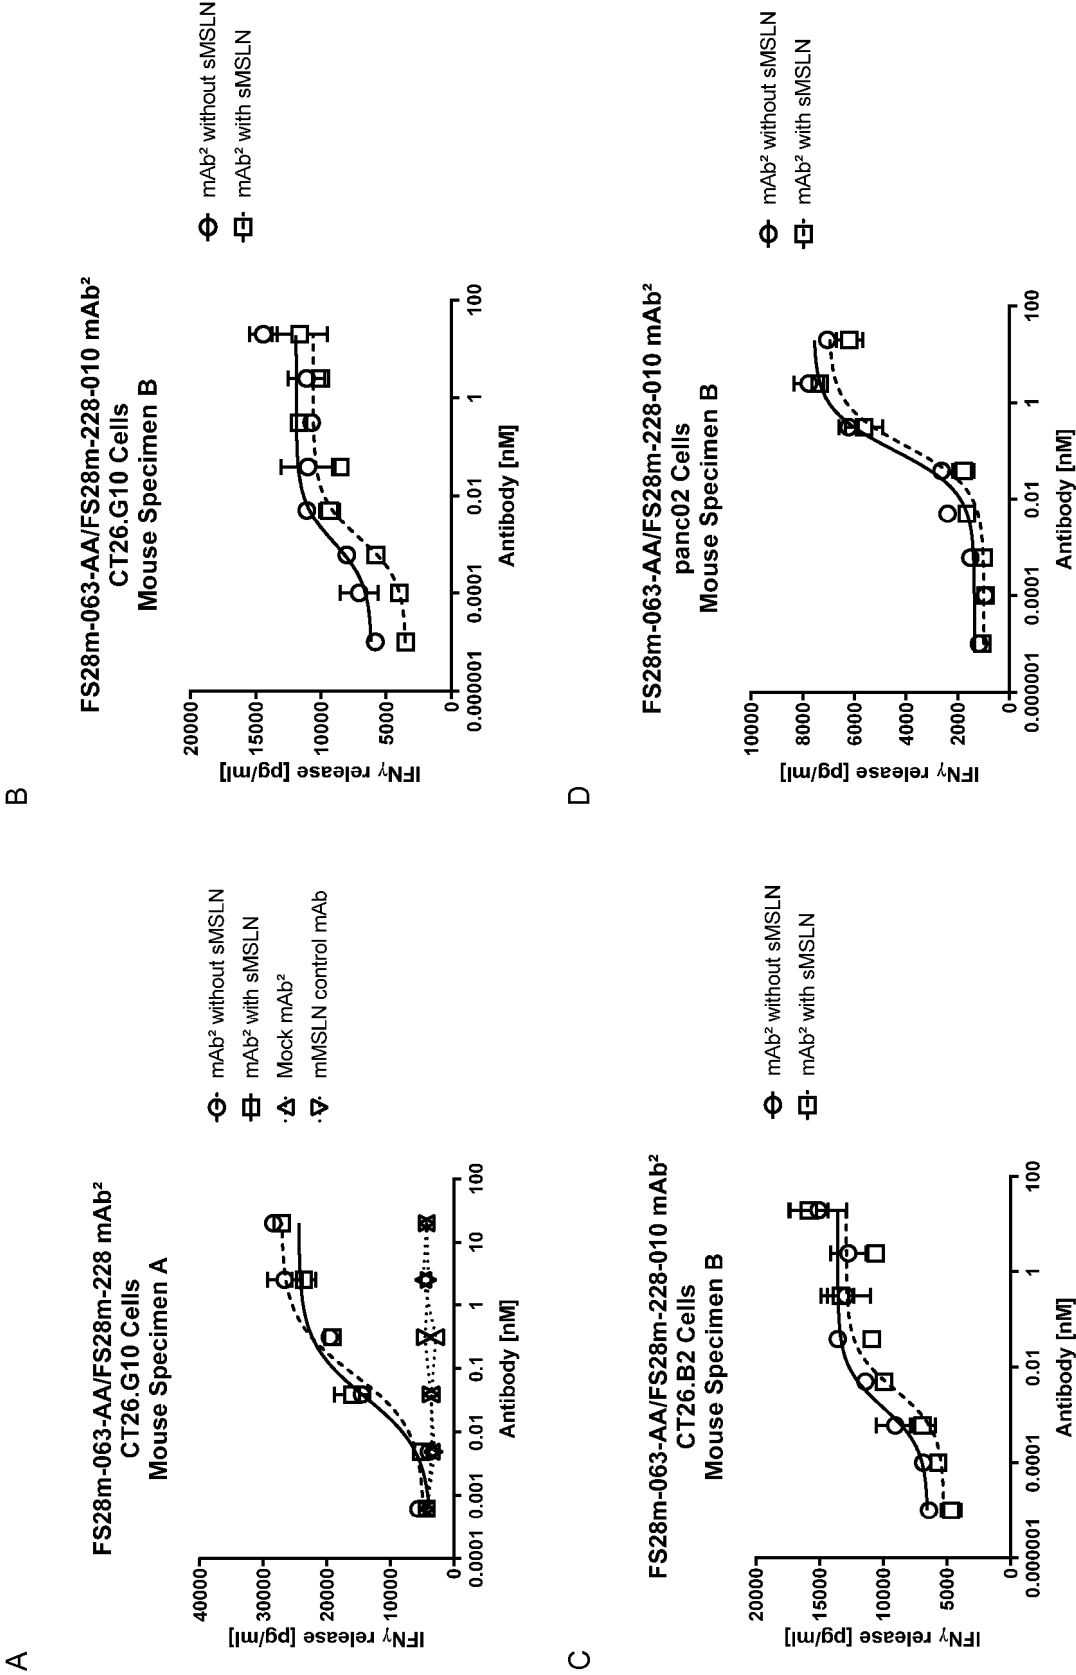 A
FS28m-063-AA/FS28m-228 mAb²
CT26.G10 Cells
Mouse Specimen A
IFNγ release [pg/ml]
40000
30000
20000
10000
0
0.0001
0.001
0.01
0.1
1
10
100
Antibody [nM]
mAb² without sMSLN
mAb² with sMSLN
Mock mAb²
mMSLN control mAb
B
FS28m-063-AA/FS28m-228-010 mAb²
CT26.G10 Cells
Mouse Specimen B
IFNγ release [pg/ml]
20000
15000
10000
5000
0
0.000001
0.0001
0.01
1
100
Antibody [nM]
mAb² without sMSLN
mAb² with sMSLN
C
FS28m-063-AA/FS28m-228-010 mAb²
CT26.B2 Cells
Mouse Specimen B
IFNγ release [pg/ml]
20000
15000
10000
5000
0
0.000001
0.0001
0.01
1
100
Antibody [nM]
mAb² without sMSLN
mAb² with sMSLN
D
FS28m-063-AA/FS28m-228-010 mAb²
panc02 Cells
Mouse Specimen B
IFNγ release [pg/ml]
10000
8000
6000
4000
2000
0
0.000001
0.0001
0.01
1
100
Antibody [nM]
mAb² without sMSLN
mAb² with sMSLN